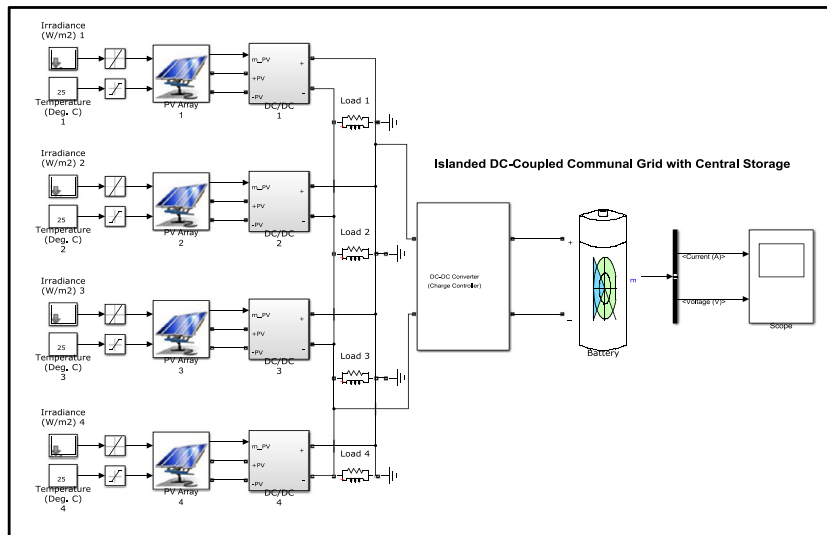 Irradiance
(W/m2) 1
25
Temperature
(Deg. C)
1
PV Array
1
m_PV
+PV
-PV
+
-
DC/DC
1
Load 1
Islanded DC-Coupled Communal Grid with Central Storage
Irradiance
(W/m2) 2
25
Temperature
(Deg. C)
2
PV Array
2
m_PV
+PV
-PV
+
-
DC/DC
2
Load 2
DC-DC Converter
(Charge Controller)
+
-
+
m
−
Battery
<Current (A)>
<Voltage (V)>
Scope
Irradiance
(W/m2) 3
25
Temperature
(Deg. C)
3
PV Array
3
m_PV
+PV
-PV
+
-
DC/DC
3
Load 3
Irradiance
(W/m2) 4
25
Temperature
(Deg. C)
4
PV Array
4
m_PV
+PV
-PV
+
-
DC/DC
4
Load 4